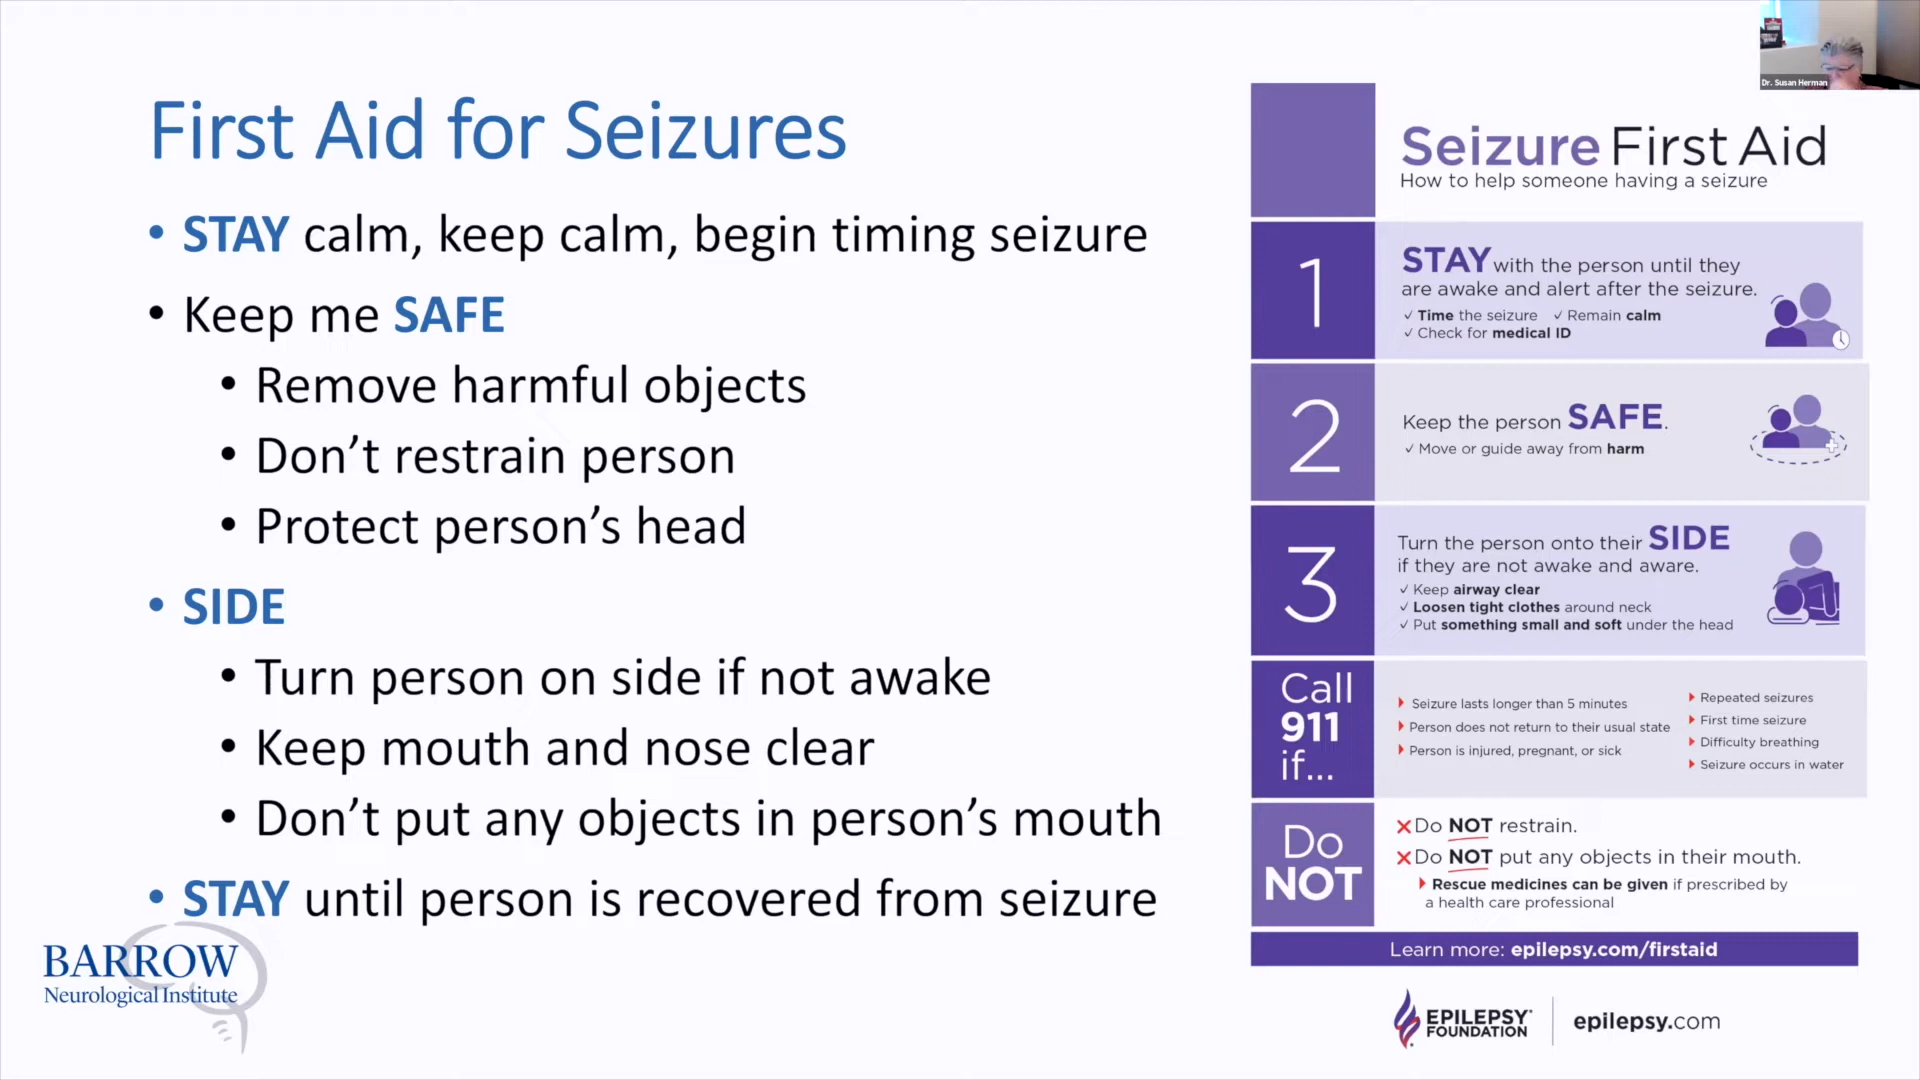 First Aid for Seizures
• STAY calm, keep calm, begin timing seizure
• Keep me SAFE
• Remove harmful objects
• Don’t restrain person
• Protect person’s head
• SIDE
• Turn person on side if not awake
• Keep mouth and nose clear
• Don’t put any objects in person’s mouth
• STAY until person is recovered from seizure
BARROW
Neurological Institute
Dr. Susan Herman
Seizure First Aid
How to help someone having a seizure
1
STAY with the person until they
are awake and alert after the seizure.
✓ Time the seizure ✓ Remain calm
✓ Check for medical ID
2
Keep the person SAFE.
✓ Move or guide away from harm
3
Turn the person onto their SIDE
if they are not awake and aware.
✓ Keep airway clear
✓ Loosen tight clothes around neck
✓ Put something small and soft under the head
Call
911
if...
Seizure lasts longer than 5 minutes
Person does not return to their usual state
Person is injured, pregnant, or sick
Repeated seizures
First time seizure
Difficulty breathing
Seizure occurs in water
Do
NOT
Do NOT restrain.
Do NOT put any objects in their mouth.
Rescue medicines can be given if prescribed by
a health care professional
Learn more: epilepsy.com/firstaid
EPILEPSY
FOUNDATION
epilepsy.com